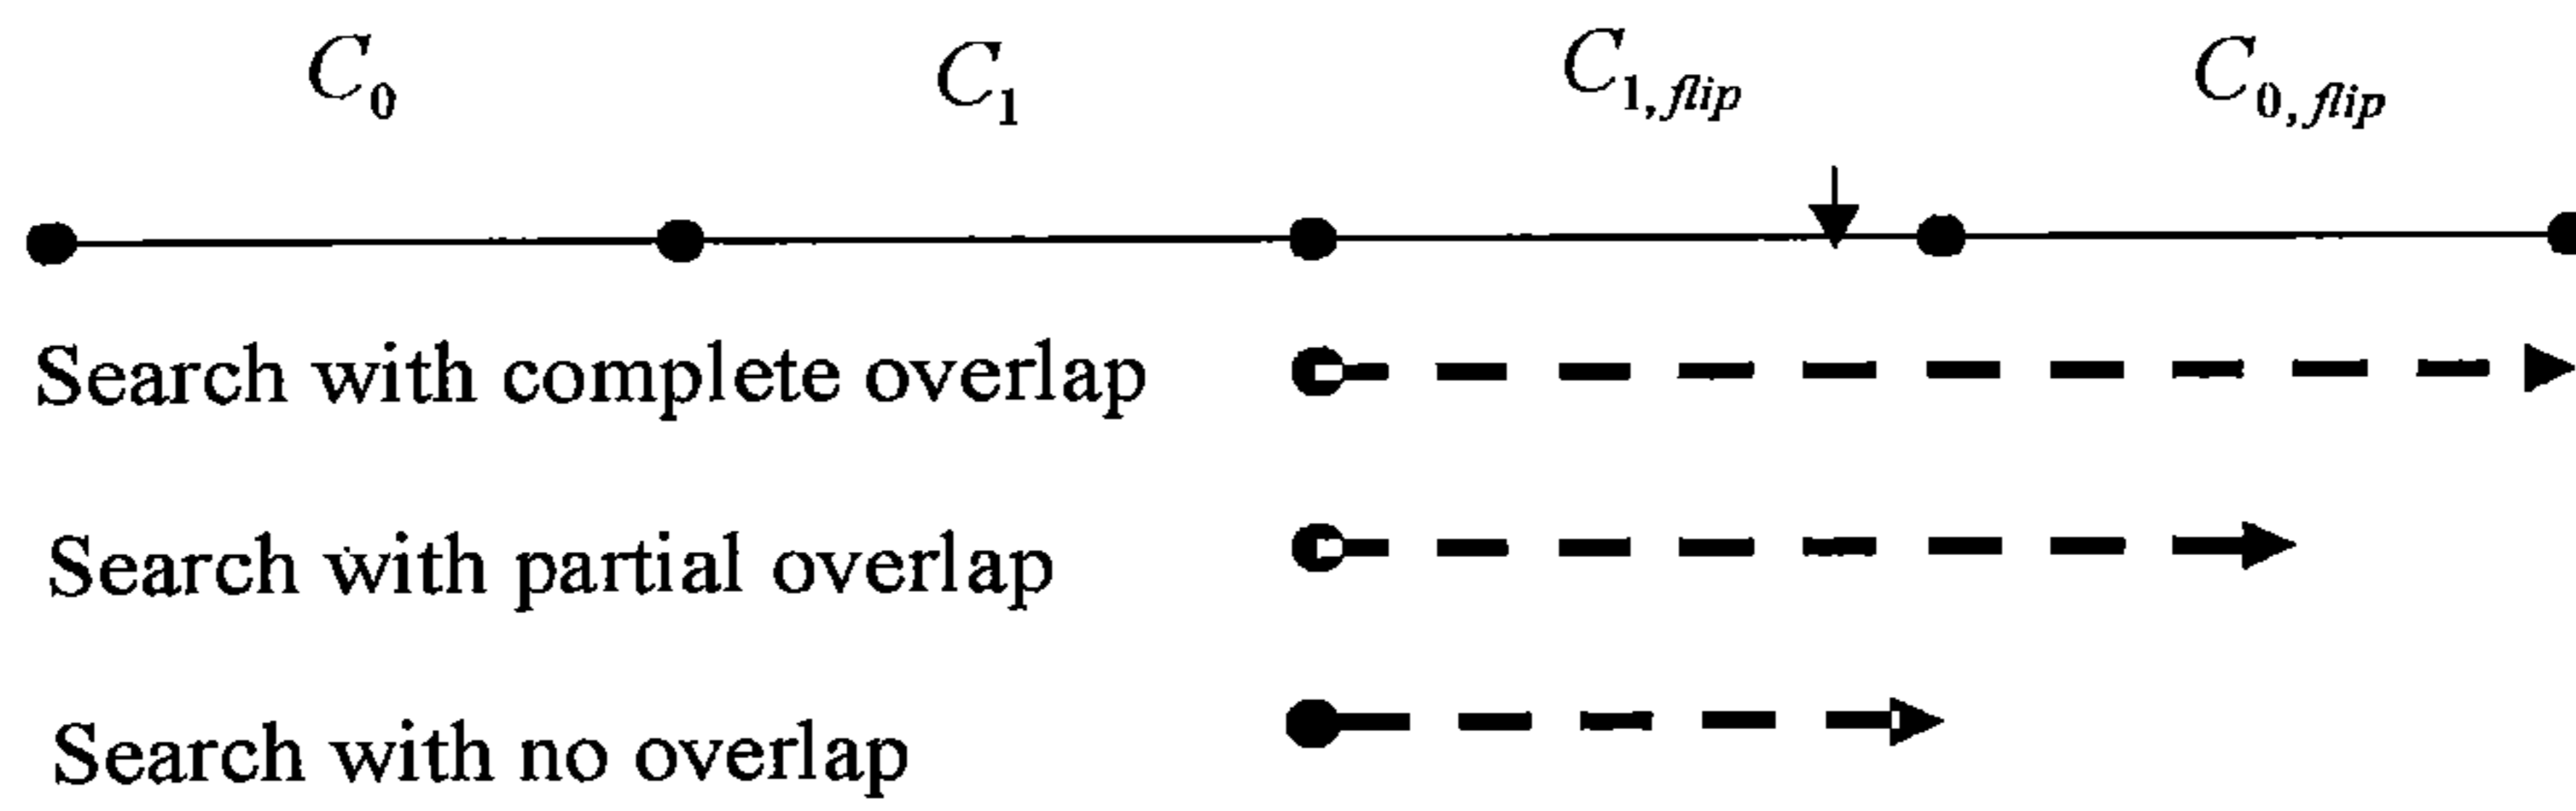 C0 C1 C1, flip C0, flip
Search with complete overlap
Search with partial overlap
Search with no overlap